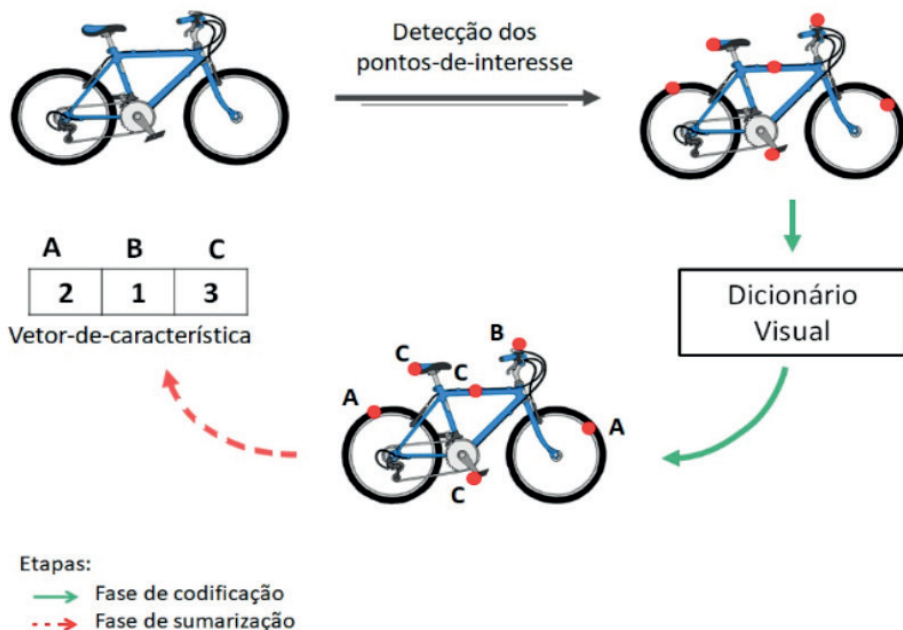 Detecção dos
pontos-de-interesse
A B C
2 1 3
Vetor-de-característica
Dicionário
Visual
B
C
C
A
A
C
Etapas:
Fase de codificação
Fase de sumarização